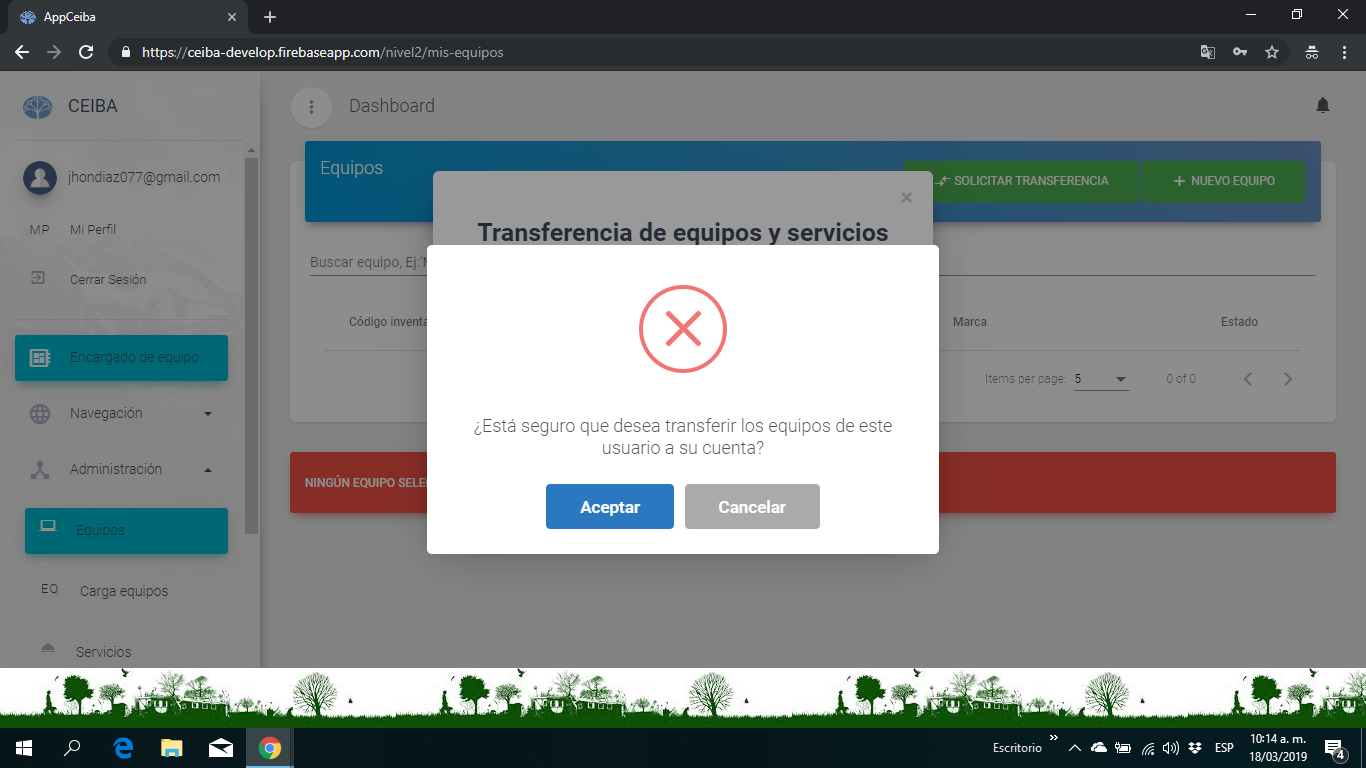 AppCeiba
https://ceiba-develop.firebaseapp.com/nivel2/mis-equipos
CEIBA
Dashboard
jhondiaz077@gmail.com
MP Mi Perfil
Cerrar Sesión
Encargado de equipo
Navegación
Administración
Equipos
EQ Carga equipos
Servicios
Equipos
SOLICITAR TRANSFERENCIA
NUEVO EQUIPO
Transferencia de equipos y servicios
Buscar equipo, Ej:'
Código inventa
Marca
Estado
Items per page: 5
0 of 0
NINGÚN EQUIPO SELE
¿Está seguro que desea transferir los equipos de este
usuario a su cuenta?
Aceptar
Cancelar
Escritorio
ESP
10:14 a. m.
18/03/2019
4